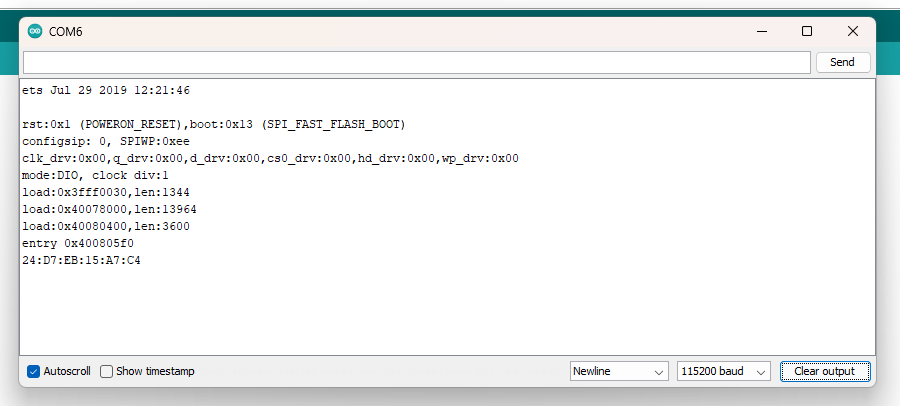 COM6
Send
ets Jul 29 2019 12:21:46
rst:0x1 (POWERON_RESET),boot:0x13 (SPI_FAST_FLASH_BOOT)
configsip: 0, SPIWP:0xee
clk_drv:0x00,q_drv:0x00,d_drv:0x00,cs0_drv:0x00,hd_drv:0x00,wp_drv:0x00
mode:DIO, clock div:1
load:0x3fff0030,len:1344
load:0x40078000,len:13964
load:0x40080400,len:3600
entry 0x400805f0
24:D7:EB:15:A7:C4
Autoscroll Show timestamp Newline 115200 baud Clear output